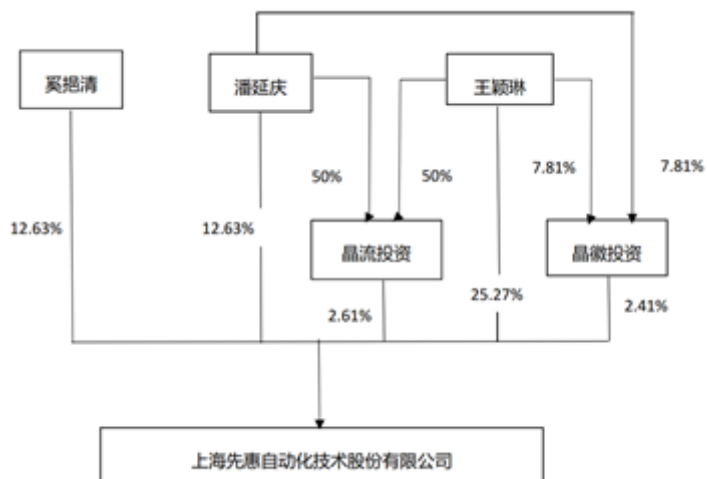 奚挹清
潘延庆
王颖琳
50%
50%
7.81%
7.81%
12.63%
12.63%
晶流投资
晶徽投资
25.27%
2.61%
2.41%
上海先惠自动化技术股份有限公司